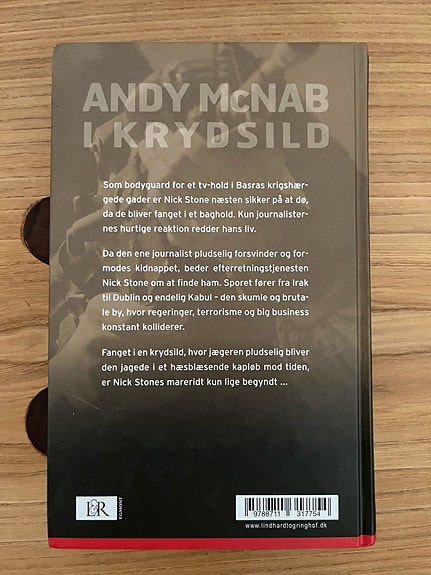 ANDY McNAB
I KRYDSILD
Som bodyguard for et tv-hold i Basras krigshær-
gede gader er Nick Stone næsten sikker på at dø,
da de bliver fanget i et baghold. Kun journalister-
nes hurtige reaktion redder hans liv.
Da den ene journalist pludselig forsvinder og for-
modes kidnappet, beder efterretningstjenesten
Nick Stone om at finde ham. Sporet fører fra Irak
til Dublin og endelig Kabul – den skumle og bruta-
le by, hvor regeringer, terrorisme og big business
konstant kolliderer.
Fanget i en krydsild, hvor jægeren pludselig bliver
den jagede i et hæsblæsende kapløb mod tiden,
er Nick Stones mareridt kun lige begyndt ...
L&R
EGMONT
9788711 317754
www.lindhardtogringhof.dk